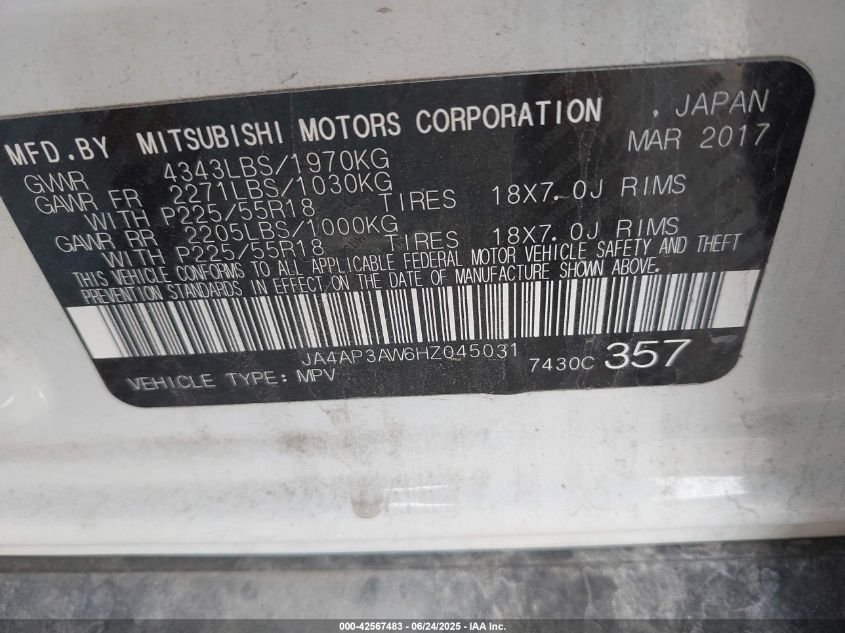 MFD.BY MITSUBISHI MOTORS CORPORATION , JAPAN
MAR 2017
GVWR 4343LBS/1970KG
GAWR FR 2271LBS/1030KG
WITH P225/55R18 TIRES 18X7.0J RIMS
GAWR RR 2205LBS/1000KG
WITH P225/55R18 TIRES 18X7.0J RIMS
THIS VEHICLE CONFORMS TO ALL APPLICABLE FEDERAL MOTOR VEHICLE SAFETY AND THEFT
PREVENTION STANDARDS IN EFFECT ON THE DATE OF MANUFACTURE SHOWN ABOVE.
JA4AP3AW6HZ045031
VEHICLE TYPE: MPV 7430C 357
000-42567483 - 06/24/2025 - IAA Inc.